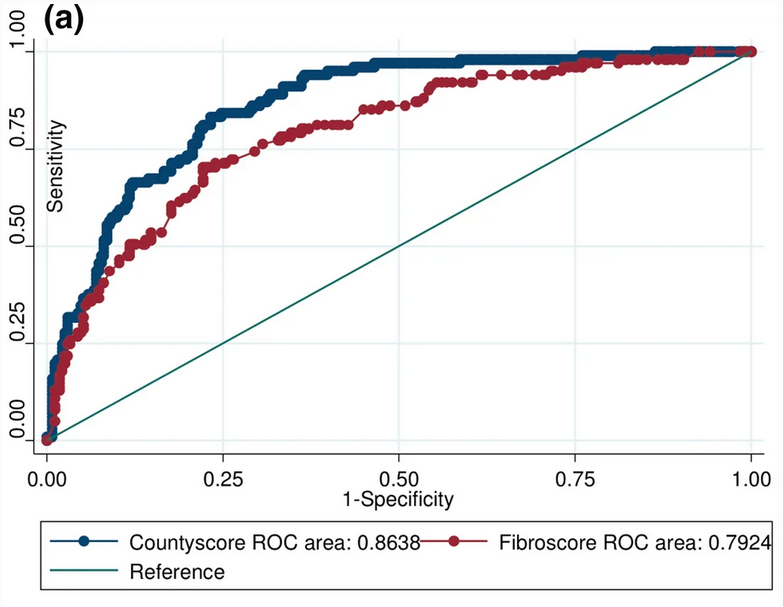 (a)
1.00
0.75
0.50
0.25
0.00
Sensitivity
0.00 0.25 0.50 0.75 1.00
1-Specificity
Countyscore ROC area: 0.8638 Fibroscore ROC area: 0.7924
Reference